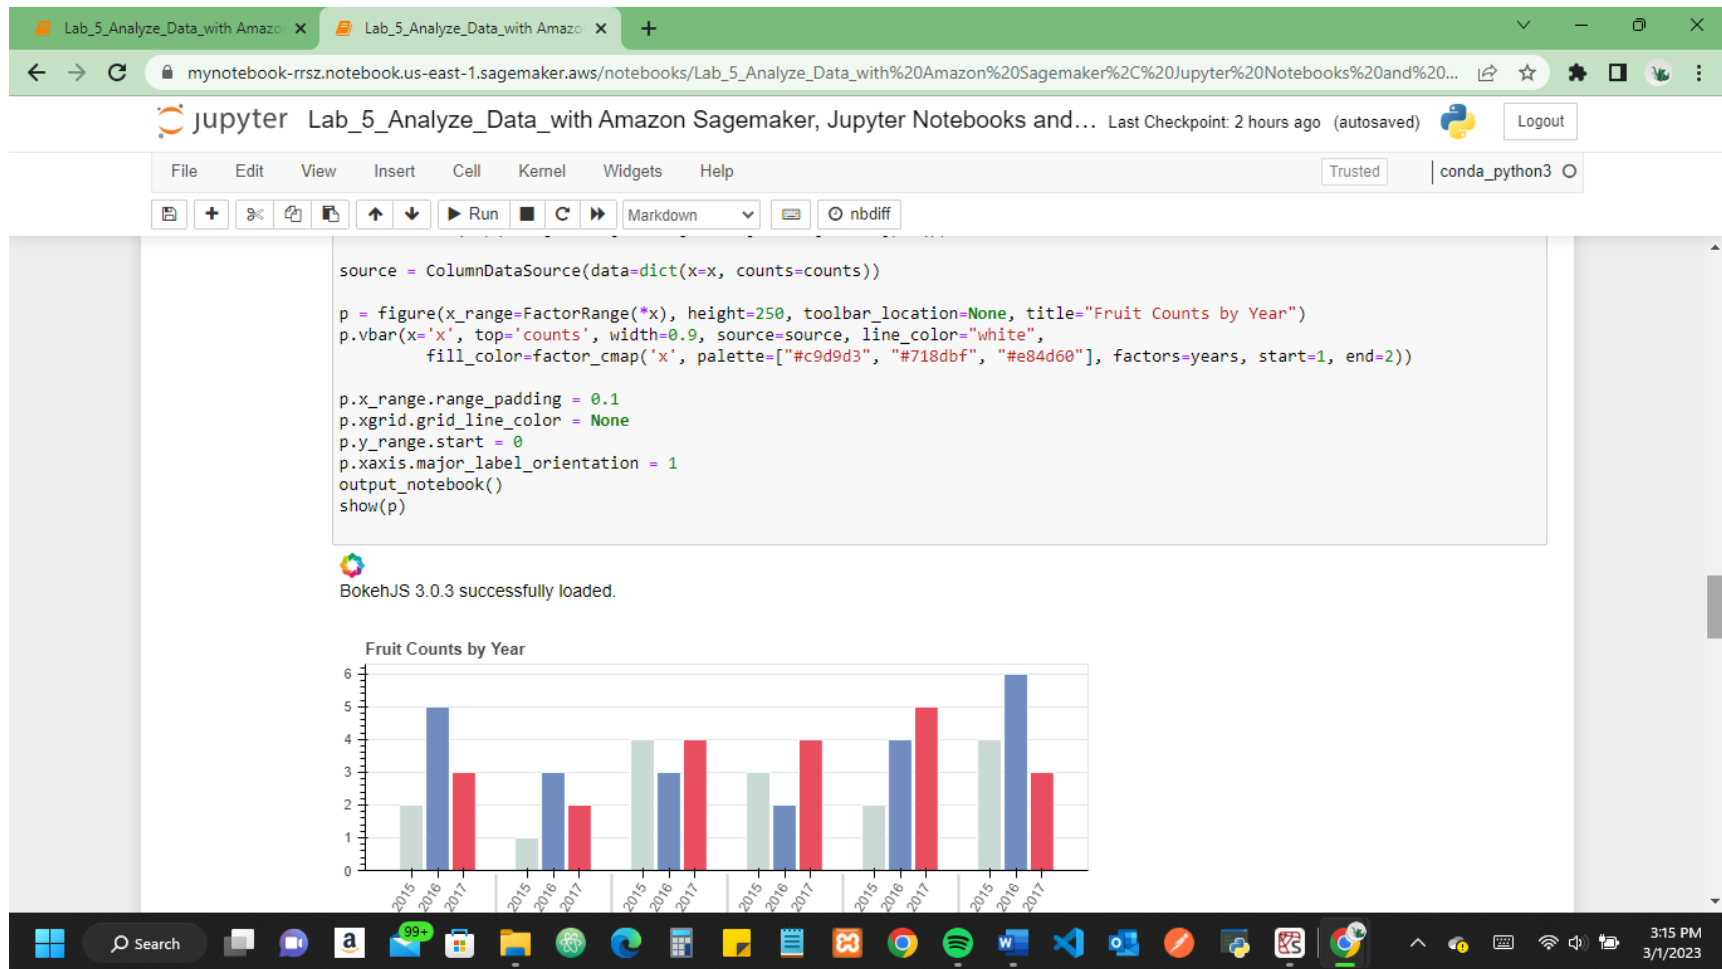 Lab_5_Analyze_Data_with Amazo
Lab_5_Analyze_Data_with Amazo
mynotebook-rrsz.notebook.us-east-1.sagemaker.aws/notebooks/Lab_5_Analyze_Data_with%20Amazon%20Sagemaker%2C%20Jupyter%20Notebooks%20and%20...
jupyter Lab_5_Analyze_Data_with Amazon Sagemaker, Jupyter Notebooks and... Last Checkpoint: 2 hours ago (autosaved) Logout
File Edit View Insert Cell Kernel Widgets Help Trusted conda_python3
Run Markdown nbdiff
source = ColumnDataSource(data=dict(x=x, counts=counts))
p = figure(x_range=FactorRange(*x), height=250, toolbar_location=None, title="Fruit Counts by Year")
p.vbar(x='x', top='counts', width=0.9, source=source, line_color="white",
fill_color=factor_cmap('x', palette=["#c9d9d3", "#718dbf", "#e84d60"], factors=years, start=1, end=2))
p.x_range.range_padding = 0.1
p.xgrid.grid_line_color = None
p.y_range.start = 0
p.xaxis.major_label_orientation = 1
output_notebook()
show(p)
BokehJS 3.0.3 successfully loaded.
Fruit Counts by Year
6
5
4
3
2
1
0
2015 2016 2017 2015 2016 2017 2015 2016 2017 2015 2016 2017 2015 2016 2017 2015 2016 2017
Search
99+
3:15 PM
3/1/2023